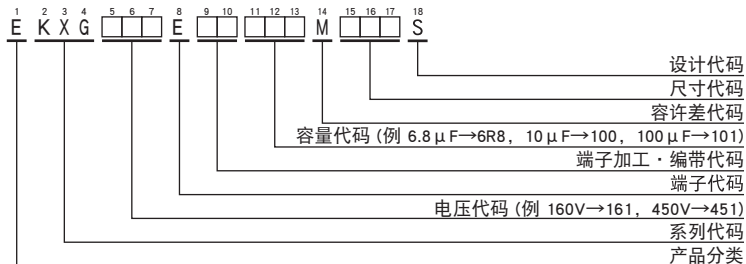 1 2 3 4 5 6 7 8 9 10 11 12 13 14 15 16 17 18
E K X G □□□ E □□ □□□ M □□□ S
设计代码
尺寸代码
容许差代码
容量代码 (例 6.8μF→6R8, 10μF→100, 100μF→101)
端子加工・编带代码
端子代码
电压代码 (例 160V→161, 450V→451)
系列代码
产品分类